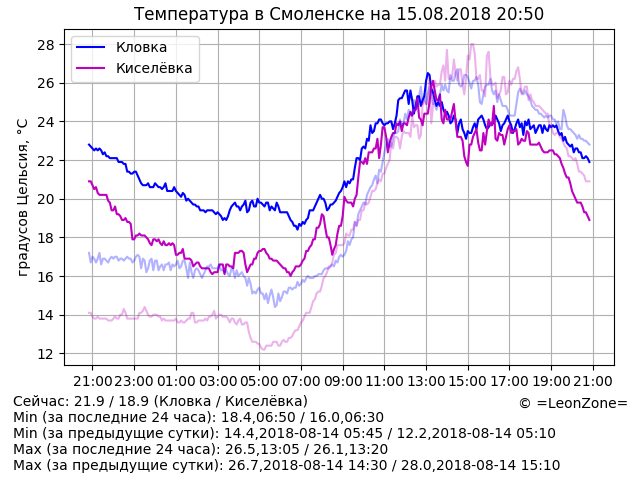 Температура в Смоленске на 15.08.2018 20:50
Кловка
Киселёвка
градусов Цельсия, °C
28
26
24
22
20
18
16
14
12
21:00 23:00 01:00 03:00 05:00 07:00 09:00 11:00 13:00 15:00 17:00 19:00 21:00
Сейчас: 21.9 / 18.9 (Кловка / Киселёвка)
© =LeonZone=
Min (за последние 24 часа): 18.4,06:50 / 16.0,06:30
Min (за предыдущие сутки): 14.4,2018-08-14 05:45 / 12.2,2018-08-14 05:10
Max (за последние 24 часа): 26.5,13:05 / 26.1,13:20
Max (за предыдущие сутки): 26.7,2018-08-14 14:30 / 28.0,2018-08-14 15:10